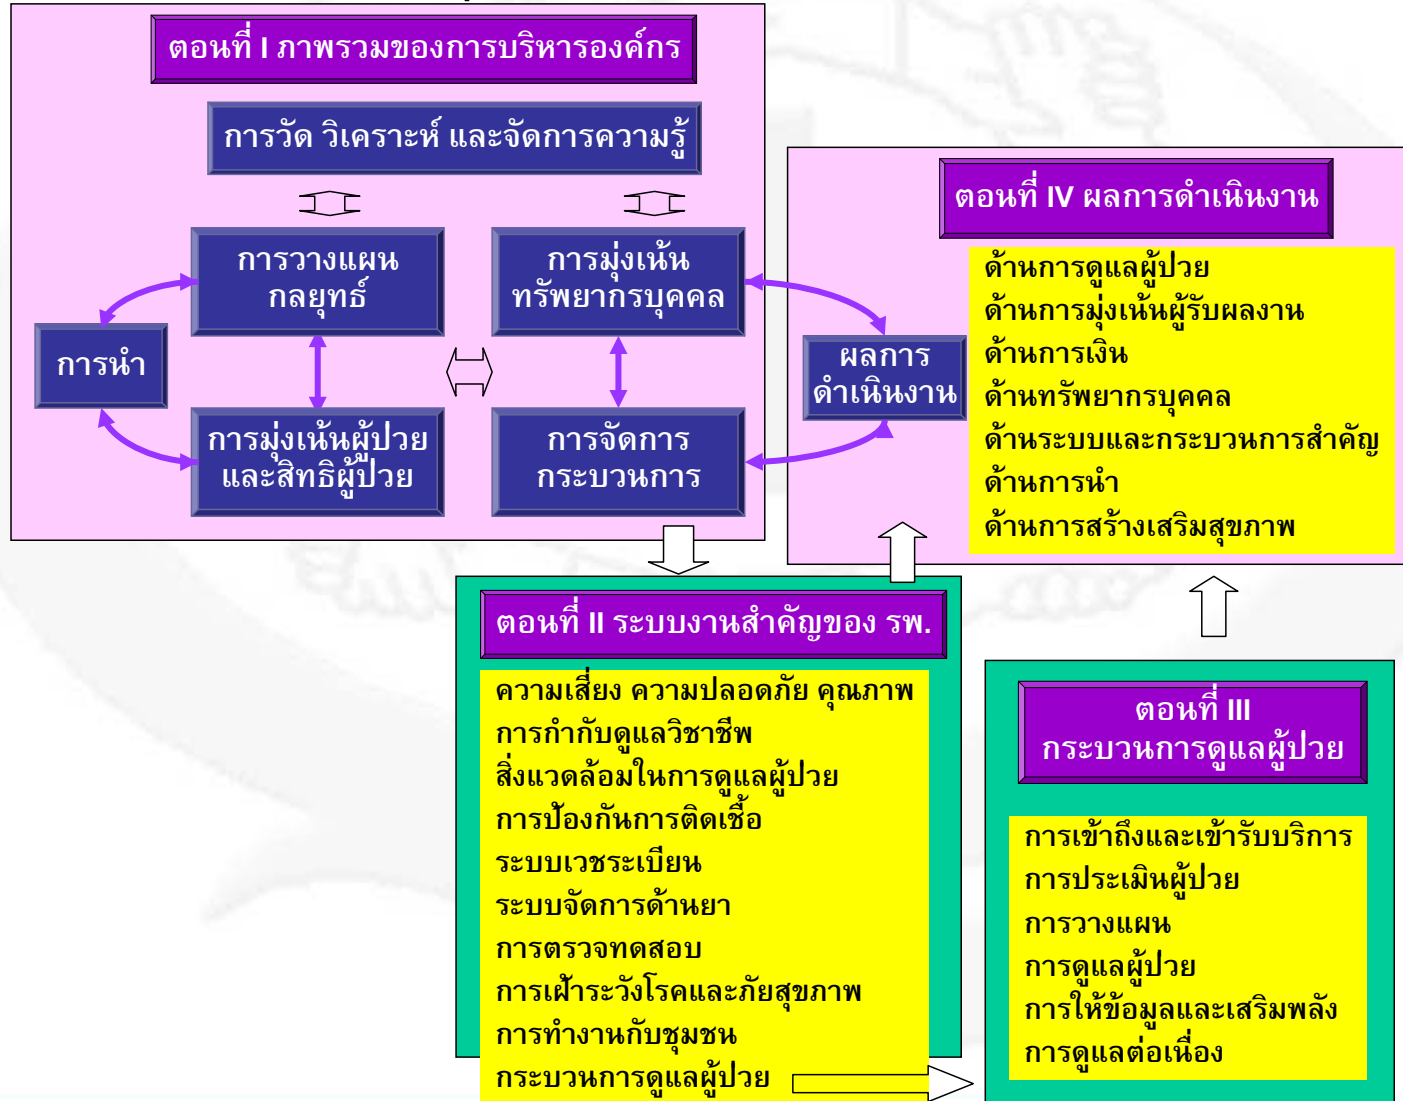 ตอนที่ I ภาพรวมของการบริหารองค์กร
การวัด วิเคราะห์ และจัดการความรู้
การวางแผน
กลยุทธ์
การมุ่งเน้น
ทรัพยากรบุคคล
การนำ
การมุ่งเน้นผู้ป่วย
และสิทธิผู้ป่วย
การจัดการ
กระบวนการ
ผลการ
ดำเนินงาน
ตอนที่ IV ผลการดำเนินงาน
ด้านการดูแลผู้ป่วย
ด้านการมุ่งเน้นผู้รับผลงาน
ด้านการเงิน
ด้านทรัพยากรบุคคล
ด้านระบบและกระบวนการสำคัญ
ด้านการนำ
ด้านการสร้างเสริมสุขภาพ
ตอนที่ II ระบบงานสำคัญของ รพ.
ความเสี่ยง ความปลอดภัย คุณภาพ
การกำกับดูแลวิชาชีพ
สิ่งแวดล้อมในการดูแลผู้ป่วย
การป้องกันการติดเชื้อ
ระบบเวชระเบียน
ระบบจัดการด้านยา
การตรวจทดสอบ
การเฝ้าระวังโรคและภัยสุขภาพ
การทำงานกับชุมชน
กระบวนการดูแลผู้ป่วย
ตอนที่ III
กระบวนการดูแลผู้ป่วย
การเข้าถึงและเข้ารับบริการ
การประเมินผู้ป่วย
การวางแผน
การดูแลผู้ป่วย
การให้ข้อมูลและเสริมพลัง
การดูแลต่อเนื่อง